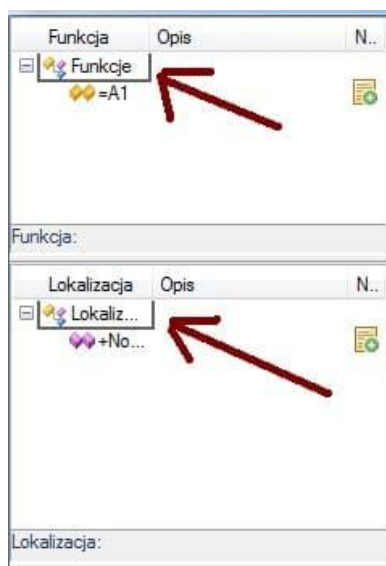 Funkcja Opis N..
Funkcje
=A1
Funkcja:
Lokalizacja Opis N..
Lokaliz...
+No...
Lokalizacja: